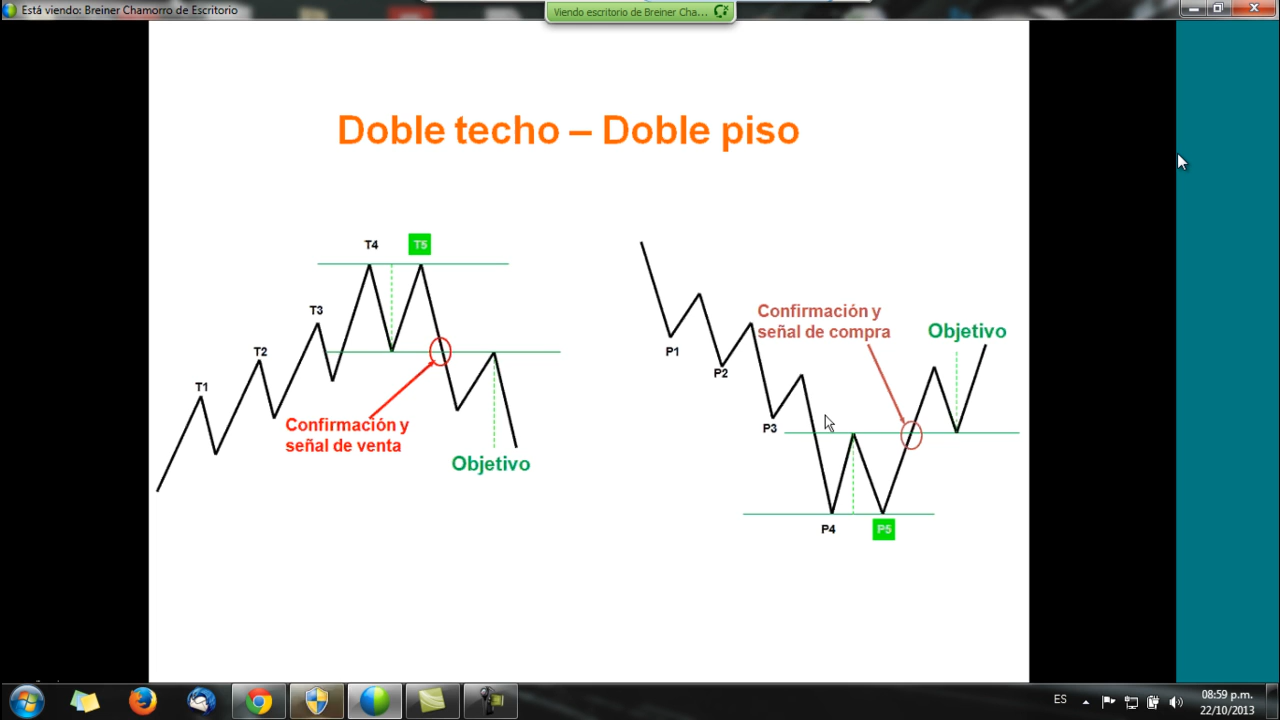 Está viendo: Breiner Chamorro de Escritorio
Viendo escritorio de Breiner Cha...
Doble techo – Doble piso
T4
T5
T3
T2
T1
Confirmación y
señal de venta
Objetivo
Confirmación y
señal de compra
Objetivo
P1
P2
P3
P4
P5
ES
08:59 p.m.
22/10/2013